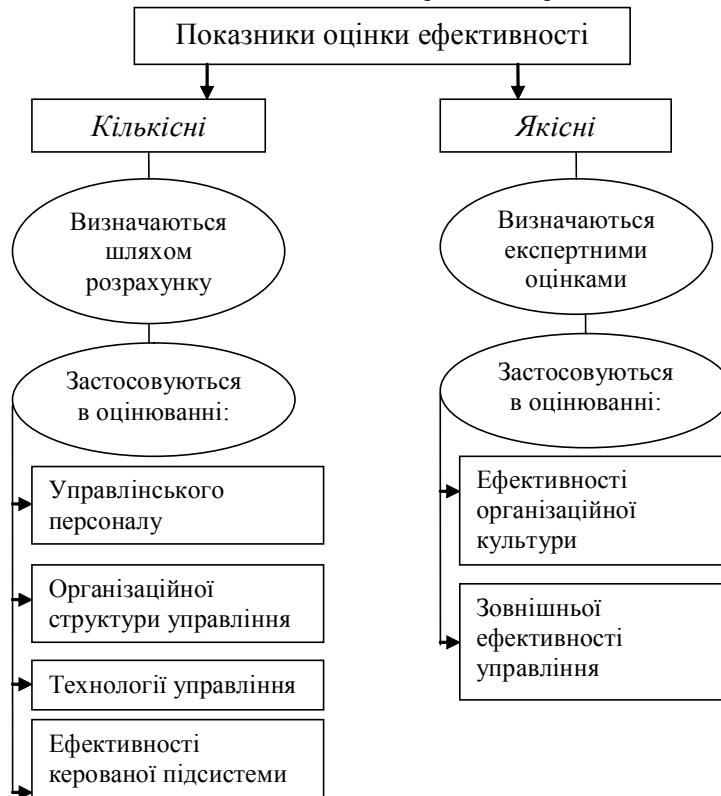 Показники оцінки ефективності
Кількісні
Визначаються
шляхом
розрахунку
Застосовуються
в оцінюванні:
Управлінського
персоналу
Організаційної
структури управління
Технології управління
Ефективності
керованої підсистеми
Якісні
Визначаються
експертними
оцінками
Застосовуються
в оцінюванні:
Ефективності
організаційної
культури
Зовнішньої
ефективності
управління